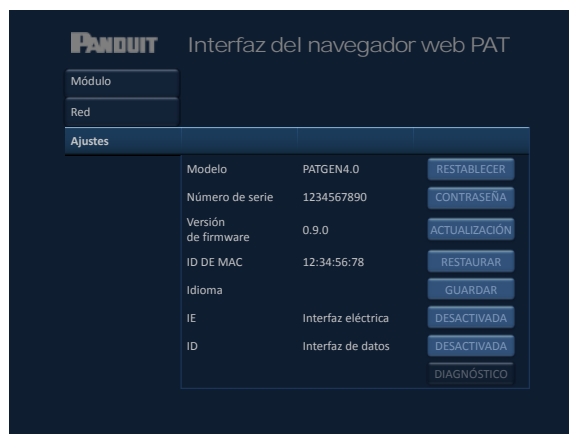 PANDUIT Interfaz del navegador web PAT
Módulo
Red
Ajustes
Modelo PATGEN4.0 RESTABLECER
Número de serie 1234567890 CONTRASEÑA
Versión
de firmware 0.9.0 ACTUALIZACIÓN
ID DE MAC 12:34:56:78 RESTAURAR
Idioma GUARDAR
IE Interfaz eléctrica DESACTIVADA
ID Interfaz de datos DESACTIVADA
DIAGNÓSTICO